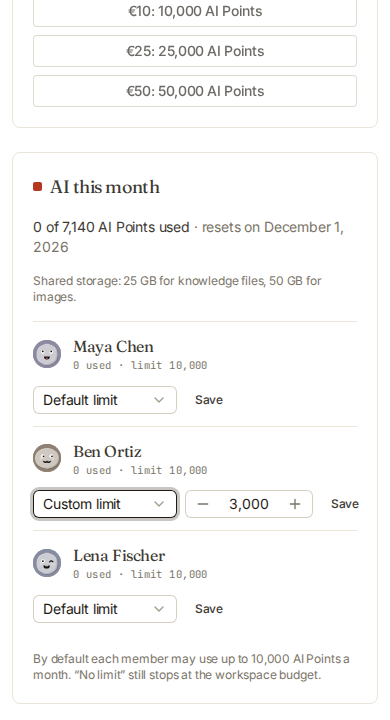 €10: 10,000 AI Points
€25: 25,000 AI Points
€50: 50,000 AI Points
AI this month
0 of 7,140 AI Points used · resets on December 1,
2026
Shared storage: 25 GB for knowledge files, 50 GB for
images.
Maya Chen
0 used · limit 10,000
Default limit Save
Ben Ortiz
0 used · limit 10,000
Custom limit − 3,000 + Save
Lena Fischer
0 used · limit 10,000
Default limit Save
By default each member may use up to 10,000 AI Points a
month. “No limit” still stops at the workspace budget.